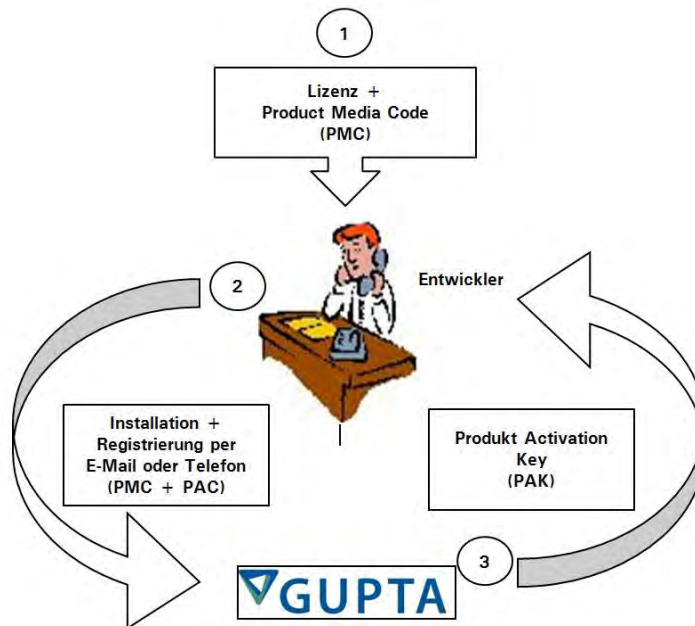 1
Lizenz +
Product Media Code
(PMC)
Entwickler
2
Installation +
Registrierung per
E-Mail oder Telefon
(PMC + PAC)
Produkt Activation
Key
(PAK)
3
GUPTA